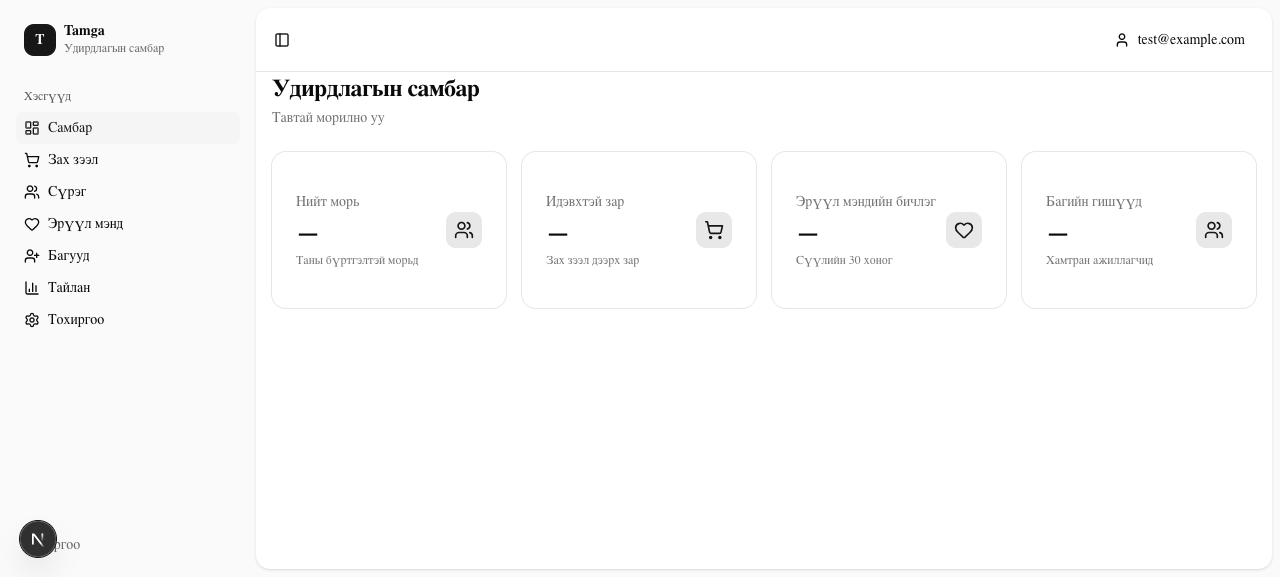 T
Tamga
Удирдлагын самбар
Хэсгүүд
Самбар
Зах зээл
Сүрэг
Эрүүл мэнд
Багууд
Тайлан
Тохиргоо
test@example.com
Удирдлагын самбар
Тавтай морилно уу
Нийт морь
—
Таны бүртгэлтэй морьд
Идэвхтэй зар
—
Зах зээл дээрх зар
Эрүүл мэндийн бичлэг
—
Сүүлийн 30 хоног
Багийн гишүүд
—
Хамтран ажиллагчид
N